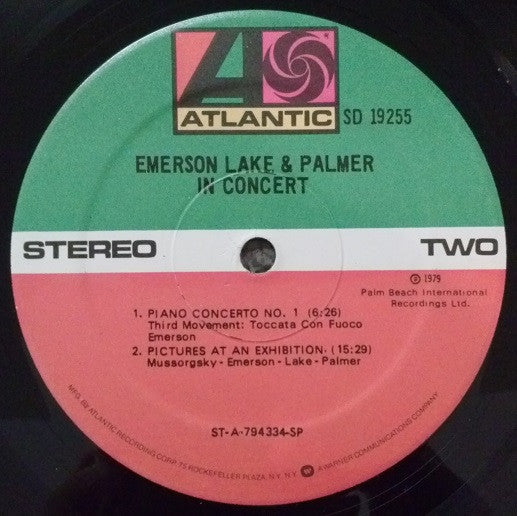 ATLANTIC
SD 19255
EMERSON LAKE & PALMER
IN CONCERT
STEREO
TWO
℗ 1979
Palm Beach International
Recordings Ltd.
1. PIANO CONCERTO NO. 1 (6:26)
Third Movement: Toccata Con Fuoco
Emerson
2. PICTURES AT AN EXHIBITION. (15:29)
Mussorgsky - Emerson - Lake - Palmer
ST-A-794334-SP
MFG. BY ATLANTIC RECORDING CORP. 75 ROCKEFELLER PLAZA, N.Y. N.Y. A WARNER COMMUNICATIONS COMPANY